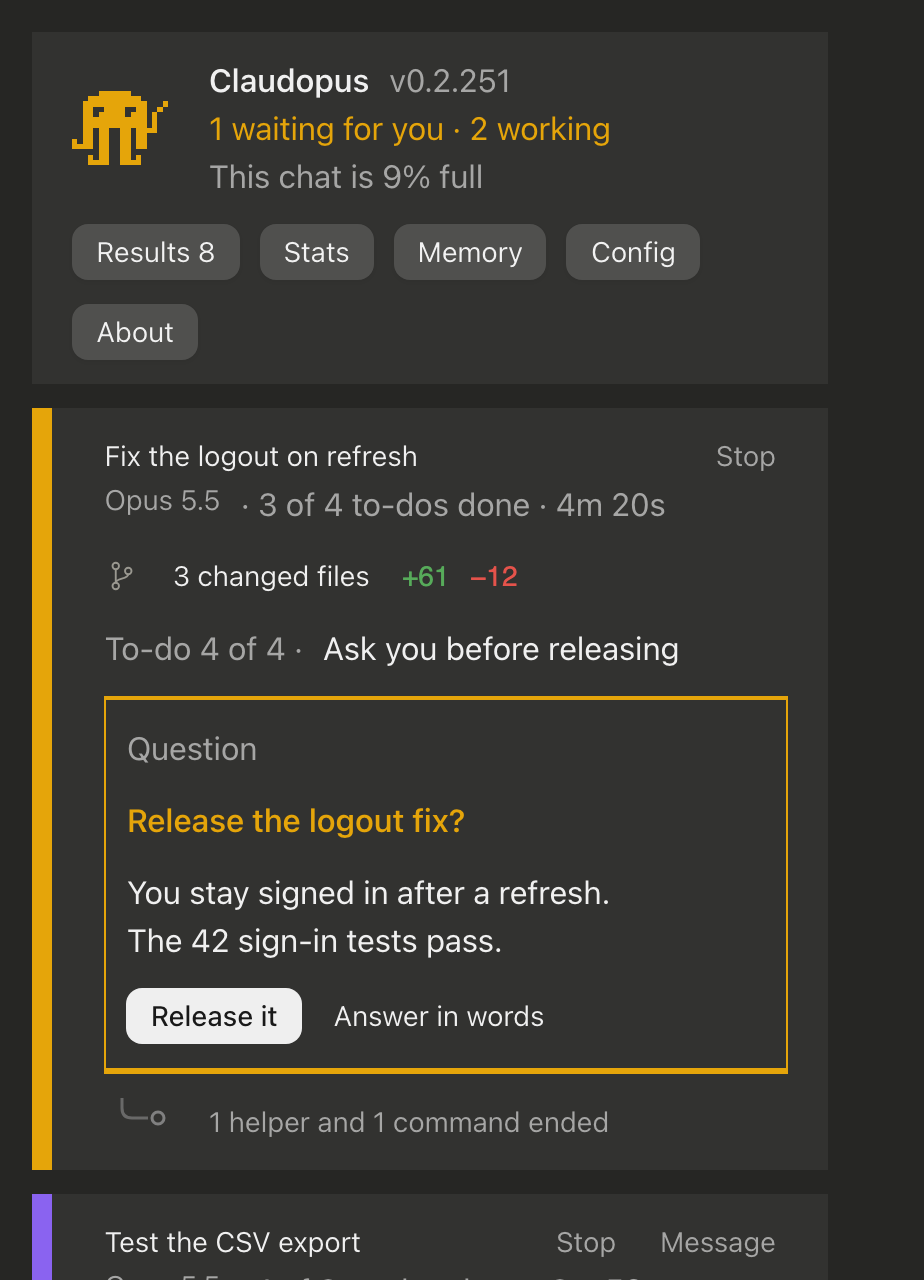 Claudopus v0.2.251
1 waiting for you · 2 working
This chat is 9% full
Results 8 Stats Memory Config
About
Fix the logout on refresh Stop
Opus 5.5 · 3 of 4 to-dos done · 4m 20s
3 changed files +61 −12
To-do 4 of 4 · Ask you before releasing
Question
Release the logout fix?
You stay signed in after a refresh.
The 42 sign-in tests pass.
Release it Answer in words
1 helper and 1 command ended
Test the CSV export Stop Message